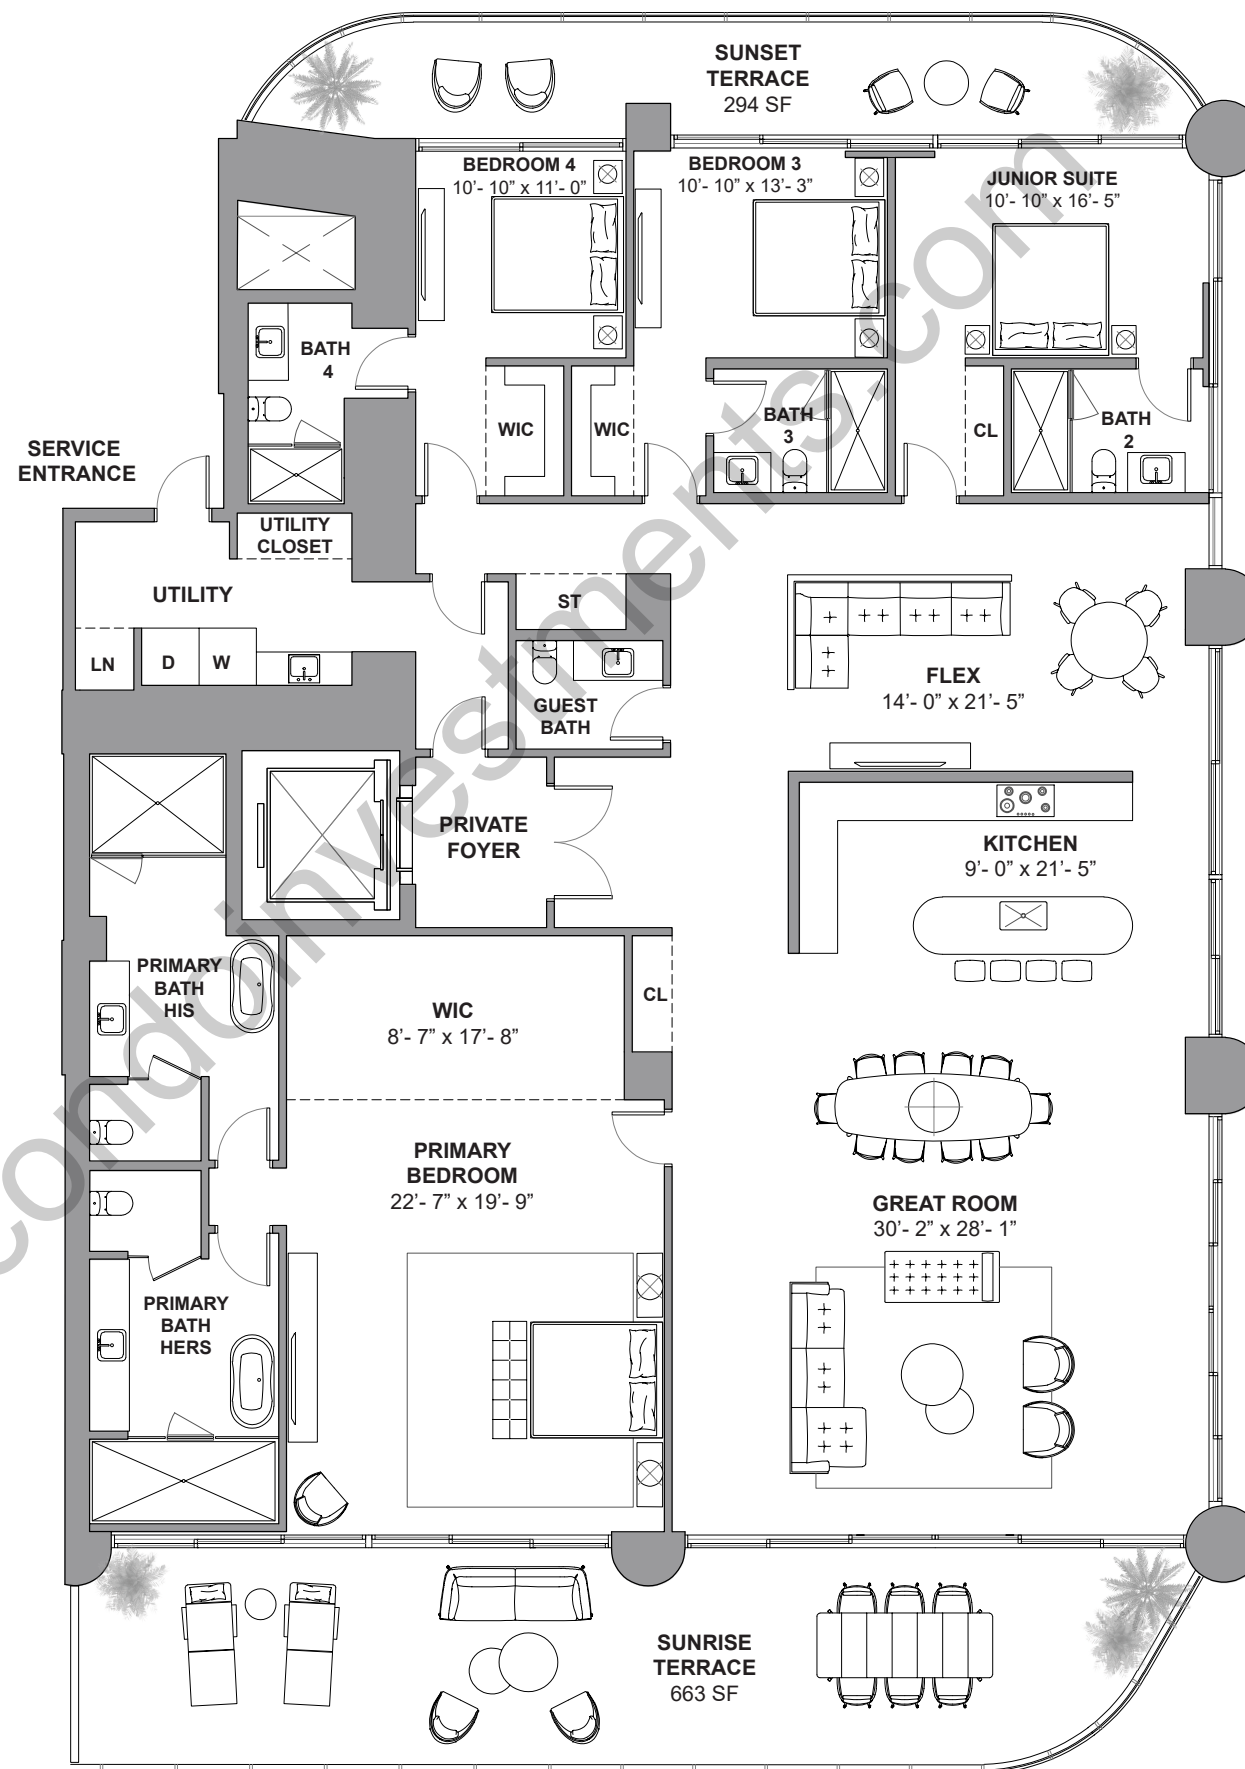 SUNSET
TERRACE
294 SF
BEDROOM 4
10’- 10” x 11’- 0”
BEDROOM 3
10’- 10” x 13’- 3”
JUNIOR SUITE
10’- 10” x 16’- 5”
BATH
4
WIC
WIC
BATH
3
CL
BATH
2
SERVICE
ENTRANCE
UTILITY
CLOSET
UTILITY
ST
LN
D
W
GUEST
BATH
FLEX
14’- 0” x 21’- 5”
PRIVATE
FOYER
KITCHEN
9’- 0” x 21’- 5”
PRIMARY
BATH
HIS
WIC
8’- 7” x 17’- 8”
CL
PRIMARY
BEDROOM
22’- 7” x 19’- 9”
GREAT ROOM
30’- 2” x 28’- 1”
PRIMARY
BATH
HERS
SUNRISE
TERRACE
663 SF
condoinvestments.com